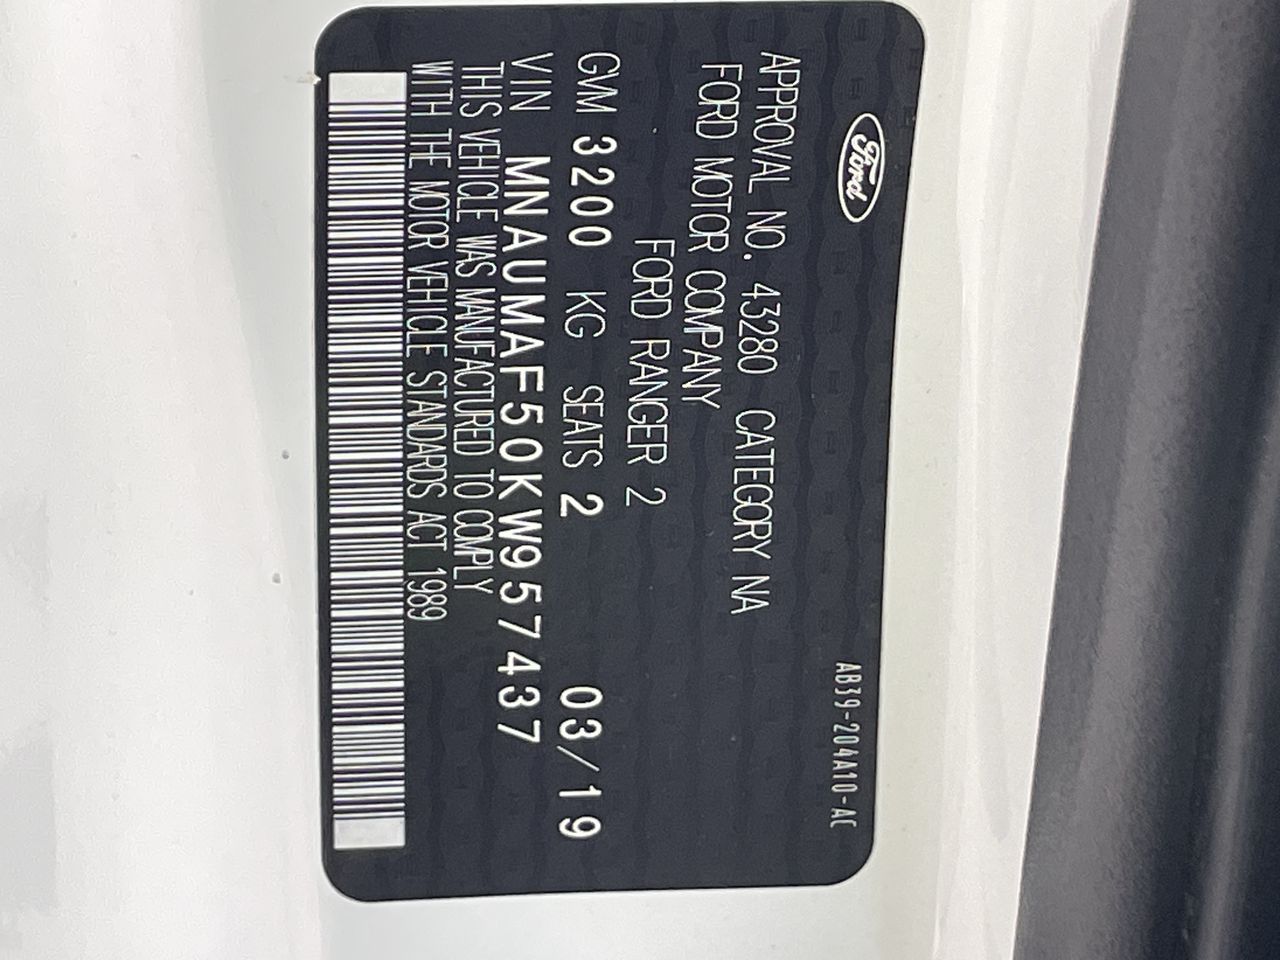 Ford
AB39-204A10-AC
APPROVAL NO. 43280 CATEGORY NA
FORD MOTOR COMPANY
FORD RANGER 2
GVM 3200 KG SEATS 2 03/19
VIN MNAUMAF50KW957437
THIS VEHICLE WAS MANUFACTURED TO COMPLY
WITH THE MOTOR VEHICLE STANDARDS ACT 1989